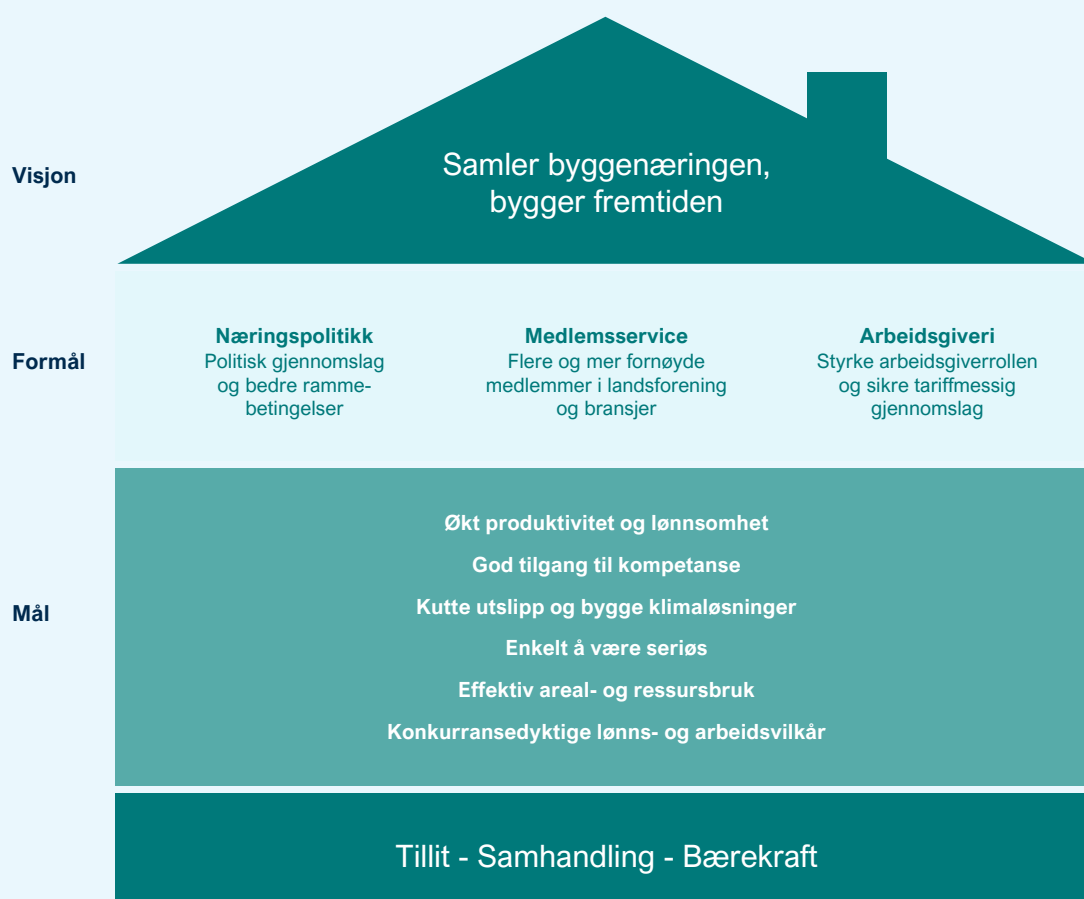 Visjon
Samler byggenæringen,
bygger fremtiden
Formål
Næringspolitikk
Politisk gjennomslag
og bedre ramme-
betingelser
Medlemsservice
Flere og mer fornøyde
medlemmer i landsforening
og bransjer
Arbeidsgiveri
Styrke arbeidsgiverrollen
og sikre tariffmessig
gjennomslag
Mål
Økt produktivitet og lønnsomhet
God tilgang til kompetanse
Kutte utslipp og bygge klimaløsninger
Enkelt å være seriøs
Effektiv areal- og ressursbruk
Konkurransedyktige lønns- og arbeidsvilkår
Tillit - Samhandling - Bærekraft